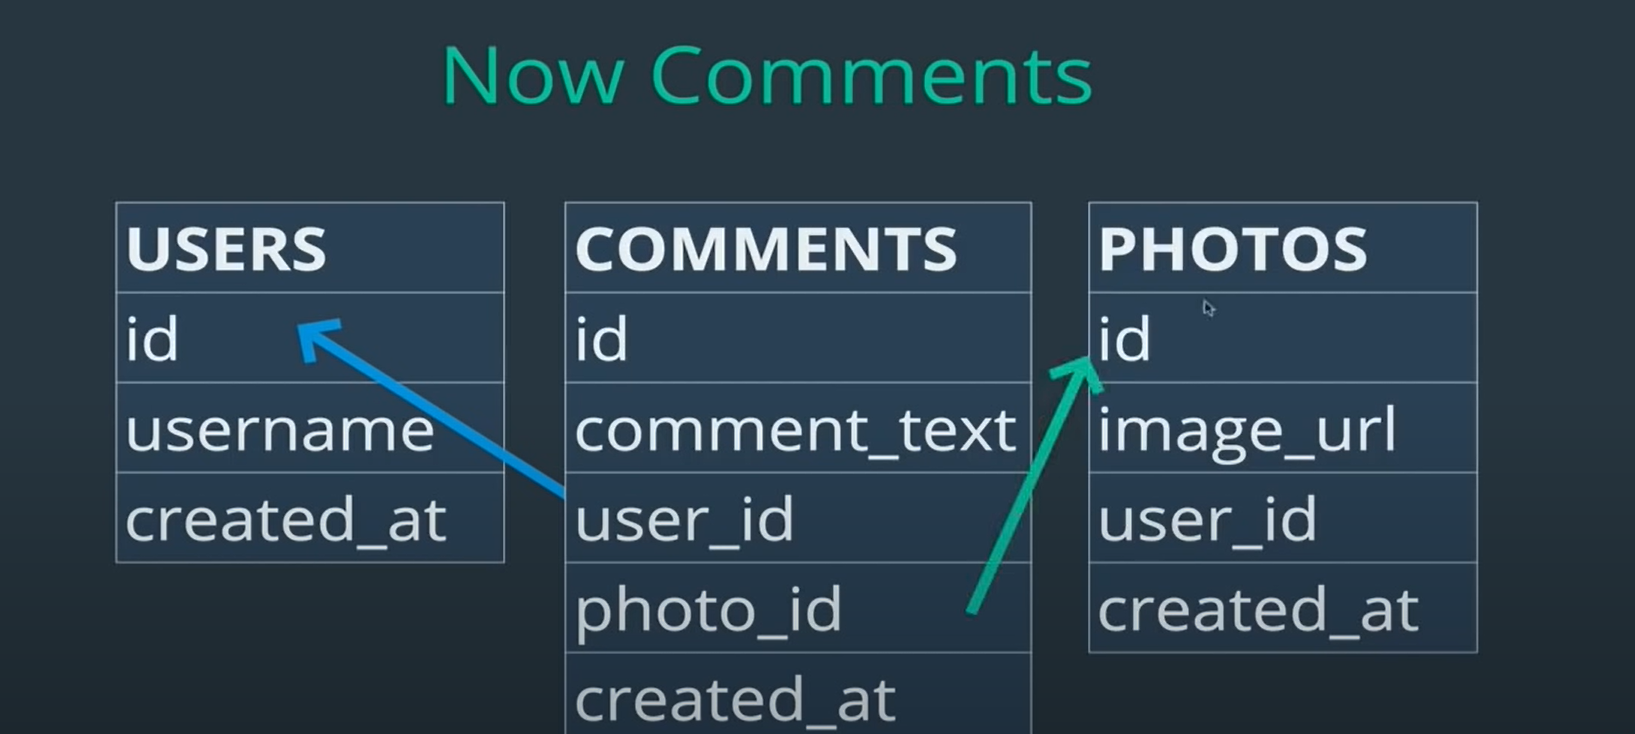 Now Comments
USERS
id
username
created_at
COMMENTS
id
comment_text
user_id
photo_id
created_at
PHOTOS
id
image_url
user_id
created_at